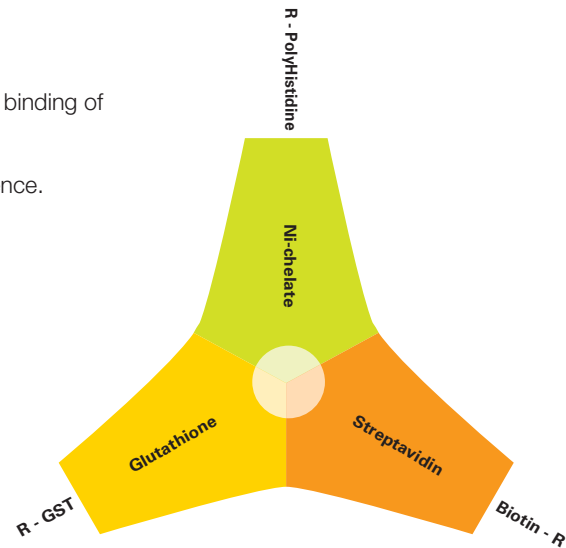 R - PolyHistidine
binding of
nce.
Ni-chelate
Glutathione
Streptavidin
R - GST
Biotin - R